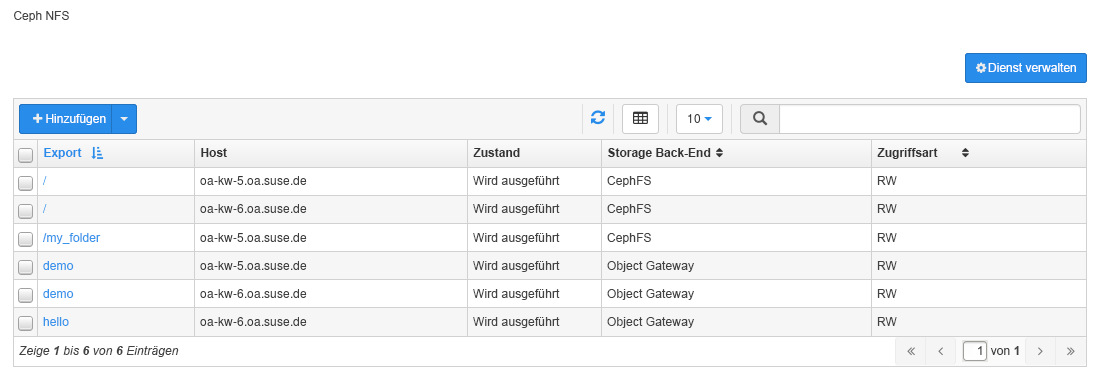 Ceph NFS
Dienst verwalten
Hinzufügen 10
Export Host Zustand Storage Back-End Zugriffsart
/ oa-kw-5.oa.suse.de Wird ausgeführt CephFS RW
/ oa-kw-6.oa.suse.de Wird ausgeführt CephFS RW
/my_folder oa-kw-5.oa.suse.de Wird ausgeführt CephFS RW
demo oa-kw-5.oa.suse.de Wird ausgeführt Object Gateway RW
demo oa-kw-6.oa.suse.de Wird ausgeführt Object Gateway RW
hello oa-kw-6.oa.suse.de Wird ausgeführt Object Gateway RW
Zeige 1 bis 6 von 6 Einträgen « ‹ 1 von 1 › »